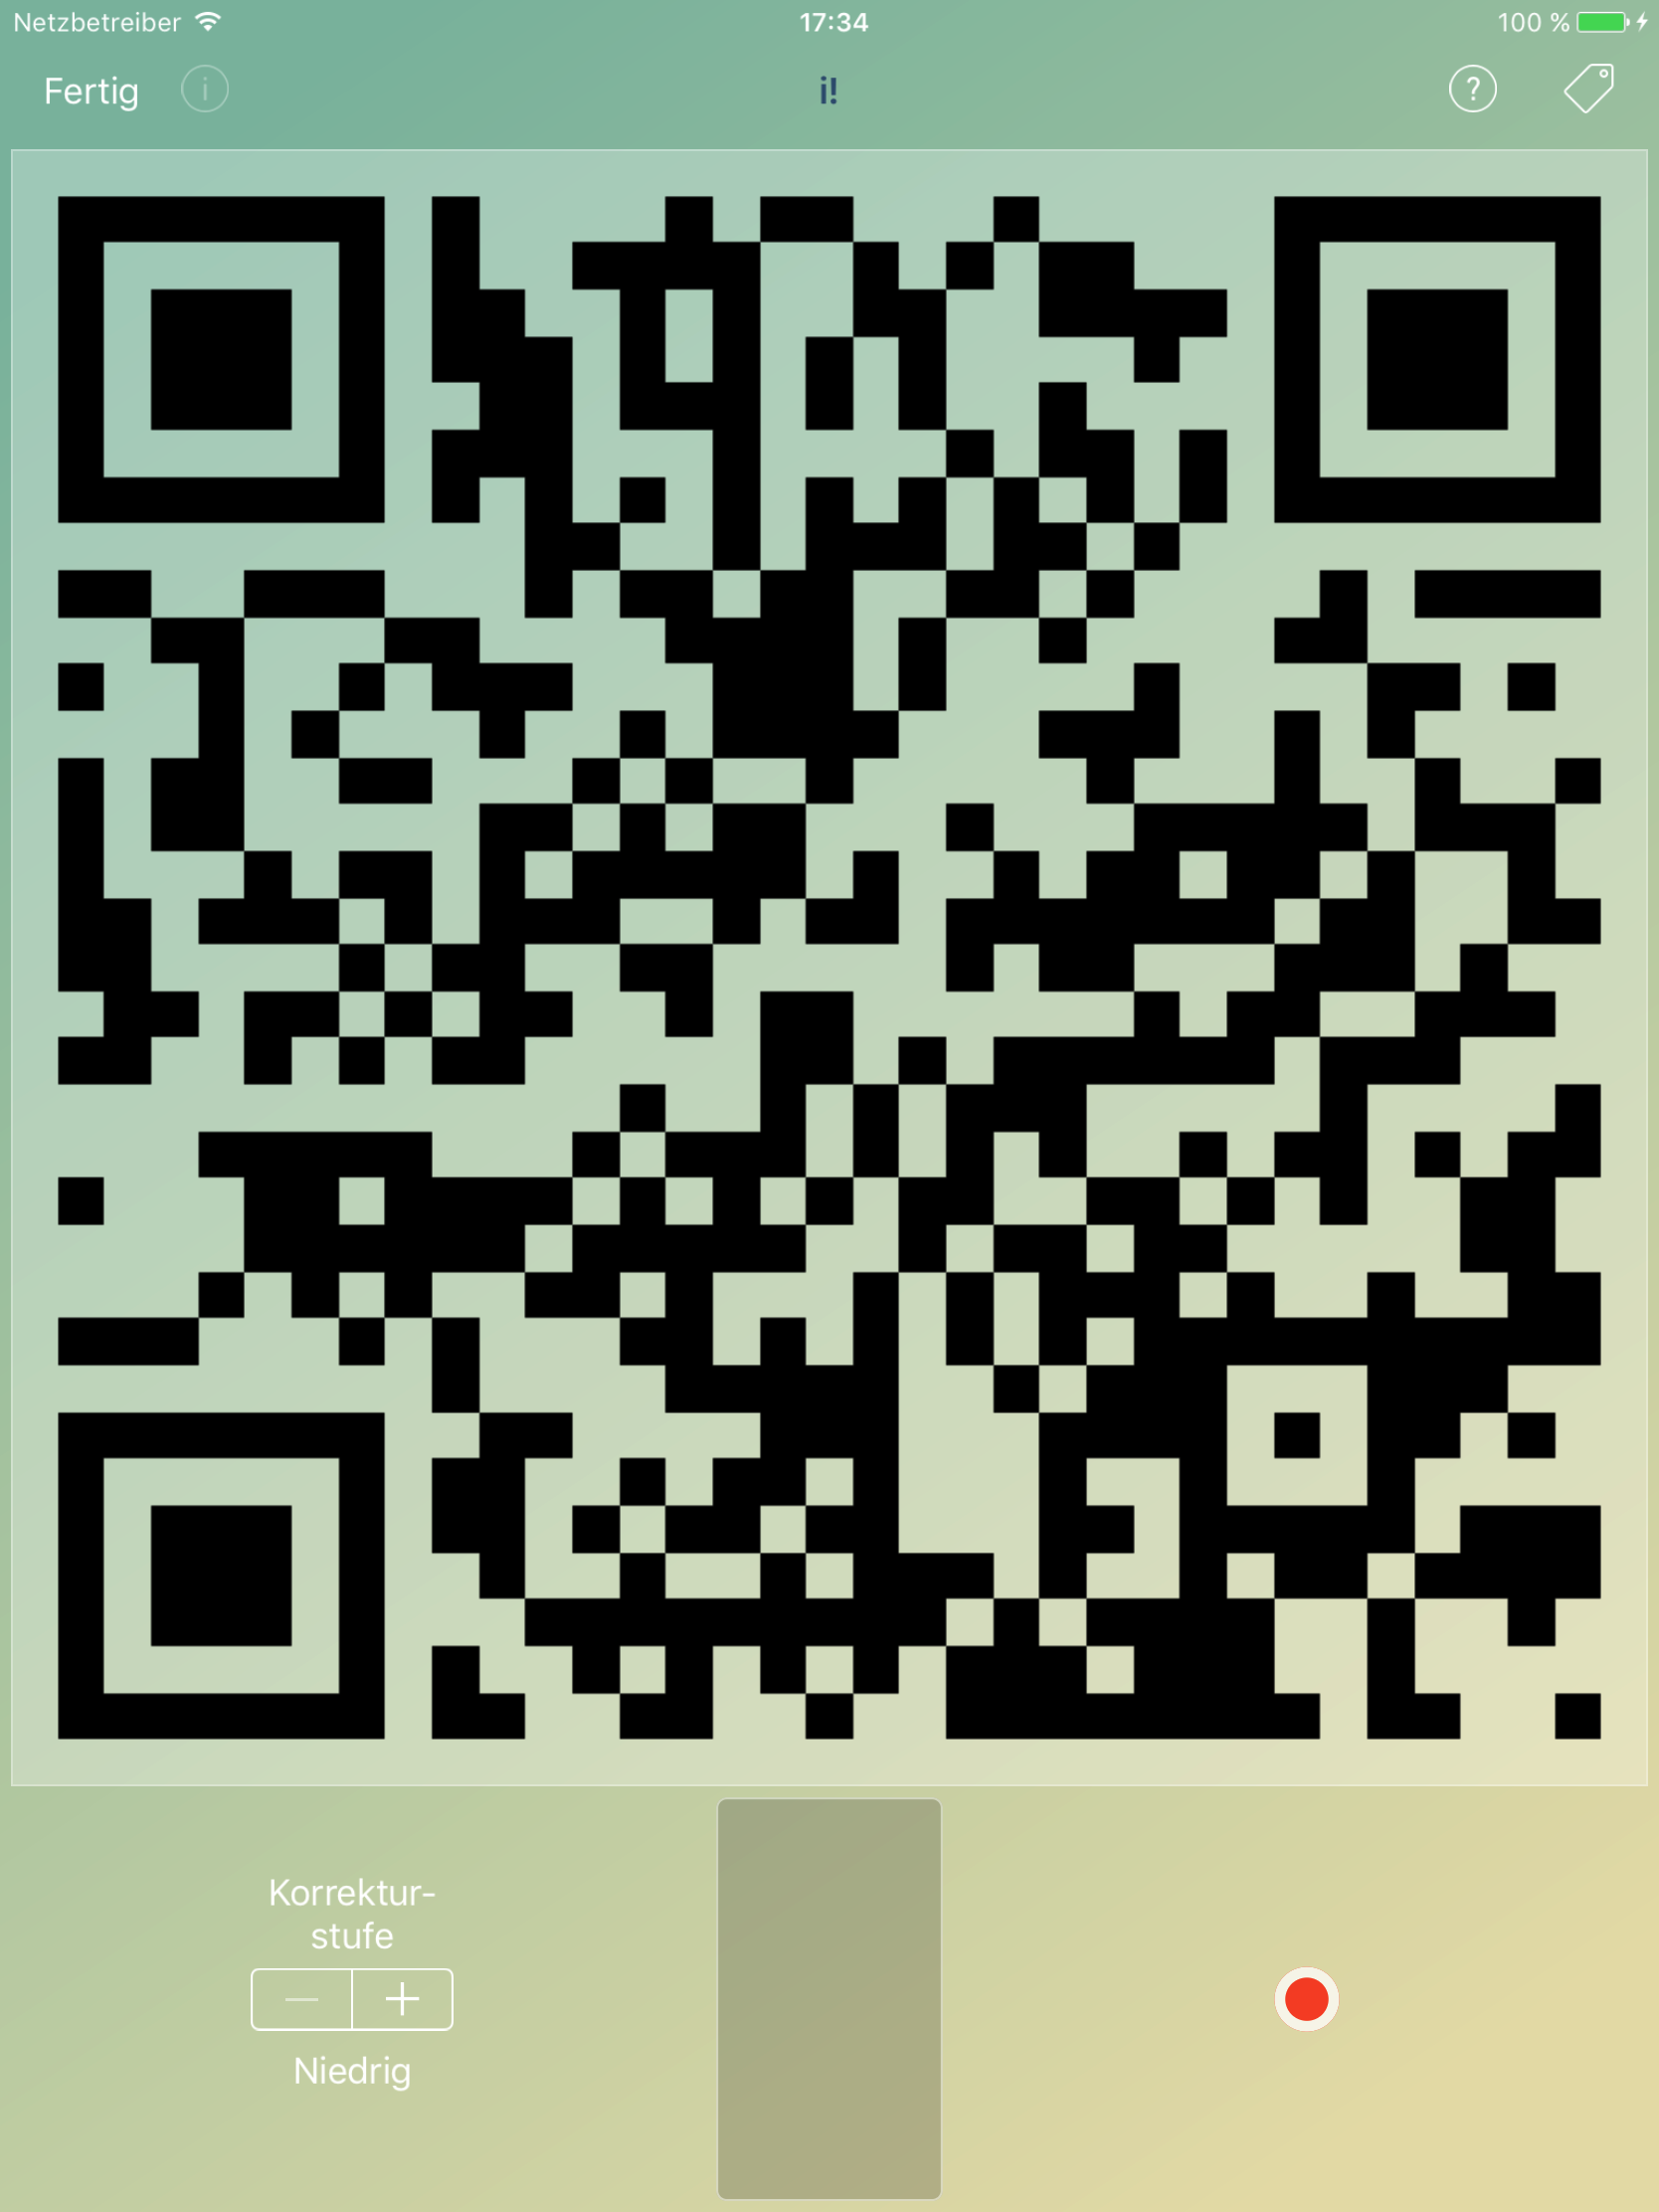 Netzbetreiber 17:34 100 %
Fertig i i! ?
Korrektur-
stufe
− +
Niedrig